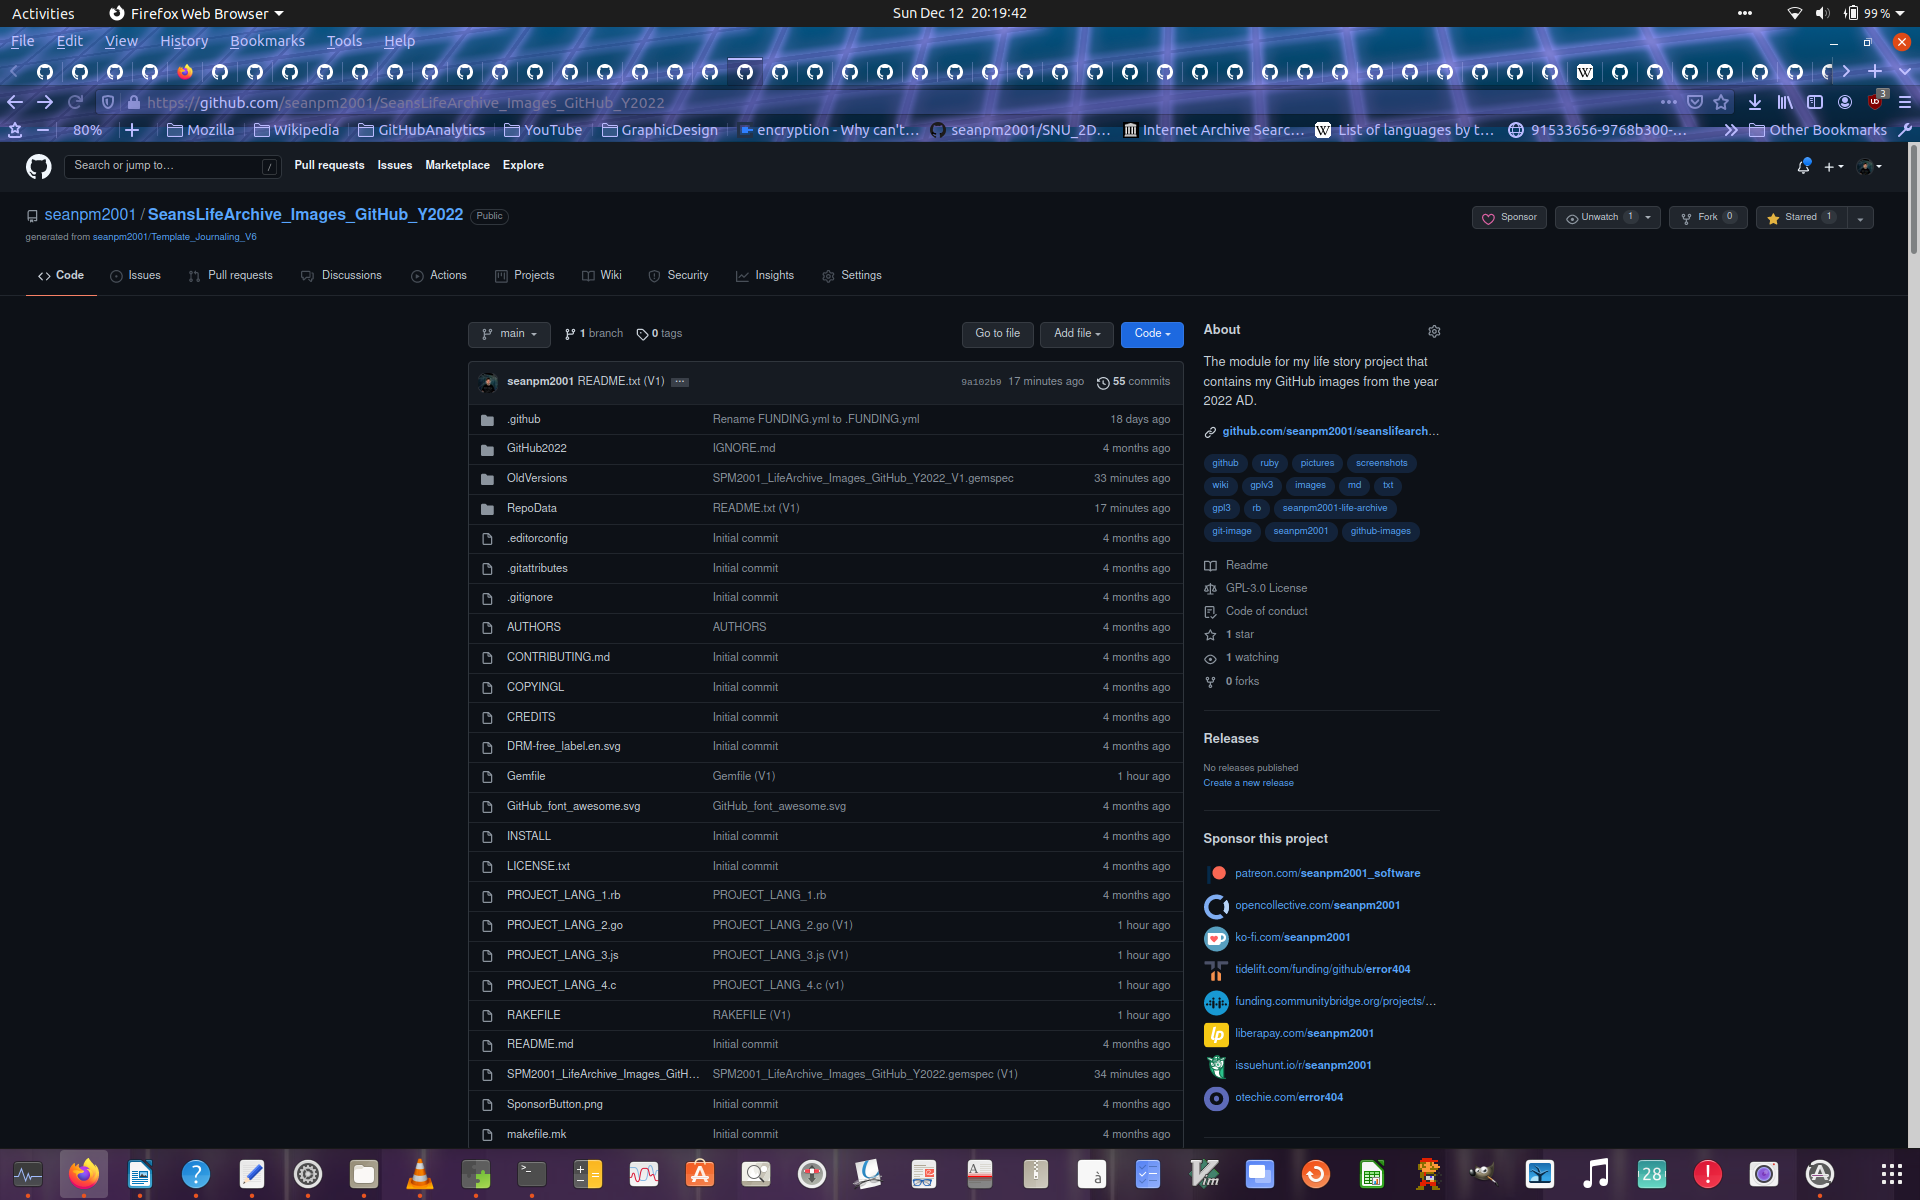 Activities Firefox Web Browser Sun Dec 12 20:19:42 99 %
File Edit View History Bookmarks Tools Help
https://github.com/seanpm2001/SeansLifeArchive_Images_GitHub_Y2022 3
80% Mozilla Wikipedia GitHubAnalytics YouTube GraphicDesign encryption - Why can't… seanpm2001/SNU_2D… Internet Archive Searc… List of languages by t… 91533656-9768b300-… Other Bookmarks
Search or jump to… / Pull requests Issues Marketplace Explore
seanpm2001 / SeansLifeArchive_Images_GitHub_Y2022 Public Sponsor Unwatch 1 Fork 0 Starred 1
generated from seanpm2001/Template_Journaling_V6
Code Issues Pull requests Discussions Actions Projects Wiki Security Insights Settings
main 1 branch 0 tags Go to file Add file Code
seanpm2001 README.txt (V1) ... 9a102b9 17 minutes ago 55 commits
.github Rename FUNDING.yml to .FUNDING.yml 18 days ago
GitHub2022 IGNORE.md 4 months ago
OldVersions SPM2001_LifeArchive_Images_GitHub_Y2022_V1.gemspec 33 minutes ago
RepoData README.txt (V1) 17 minutes ago
.editorconfig Initial commit 4 months ago
.gitattributes Initial commit 4 months ago
.gitignore Initial commit 4 months ago
AUTHORS AUTHORS 4 months ago
CONTRIBUTING.md Initial commit 4 months ago
COPYINGL Initial commit 4 months ago
CREDITS Initial commit 4 months ago
DRM-free_label.en.svg Initial commit 4 months ago
Gemfile Gemfile (V1) 1 hour ago
GitHub_font_awesome.svg GitHub_font_awesome.svg 4 months ago
INSTALL Initial commit 4 months ago
LICENSE.txt Initial commit 4 months ago
PROJECT_LANG_1.rb PROJECT_LANG_1.rb 4 months ago
PROJECT_LANG_2.go PROJECT_LANG_2.go (V1) 1 hour ago
PROJECT_LANG_3.js PROJECT_LANG_3.js (V1) 1 hour ago
PROJECT_LANG_4.c PROJECT_LANG_4.c (v1) 1 hour ago
RAKEFILE RAKEFILE (V1) 1 hour ago
README.md Initial commit 4 months ago
SPM2001_LifeArchive_Images_GitH… SPM2001_LifeArchive_Images_GitHub_Y2022.gemspec (V1) 34 minutes ago
SponsorButton.png Initial commit 4 months ago
makefile.mk Initial commit 4 months ago
About
The module for my life story project that
contains my GitHub images from the year
2022 AD.
github.com/seanpm2001/seanslifearch…
github ruby pictures screenshots
wiki gplv3 images md txt
gpl3 rb seanpm2001-life-archive
git-image seanpm2001 github-images
Readme
GPL-3.0 License
Code of conduct
1 star
1 watching
0 forks
Releases
No releases published
Create a new release
Sponsor this project
patreon.com/seanpm2001_software
opencollective.com/seanpm2001
ko-fi.com/seanpm2001
tidelift.com/funding/github/error404
funding.communitybridge.org/projects/…
liberapay.com/seanpm2001
issuehunt.io/r/seanpm2001
otechie.com/error404
28